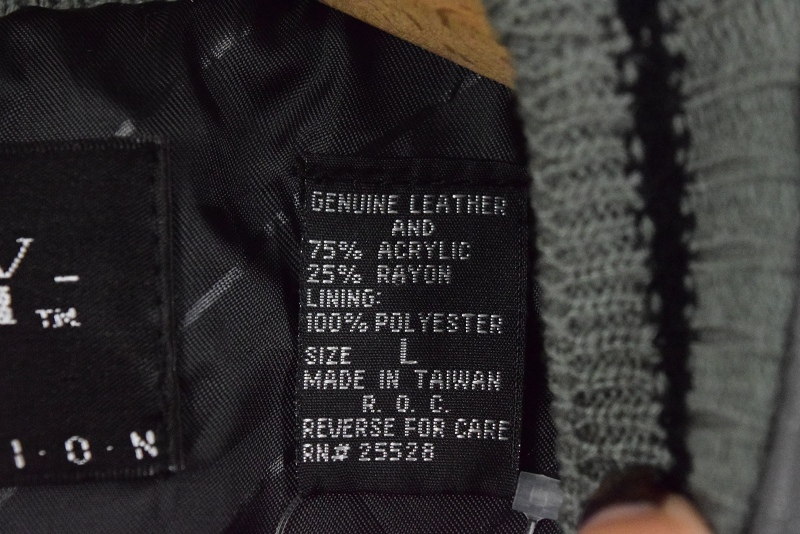 TM
I·O·N
GENUINE LEATHER
AND
75% ACRYLIC
25% RAYON
LINING:
100% POLYESTER
SIZE L
MADE IN TAIWAN
R. O. C.
REVERSE FOR CARE
RN# 25528